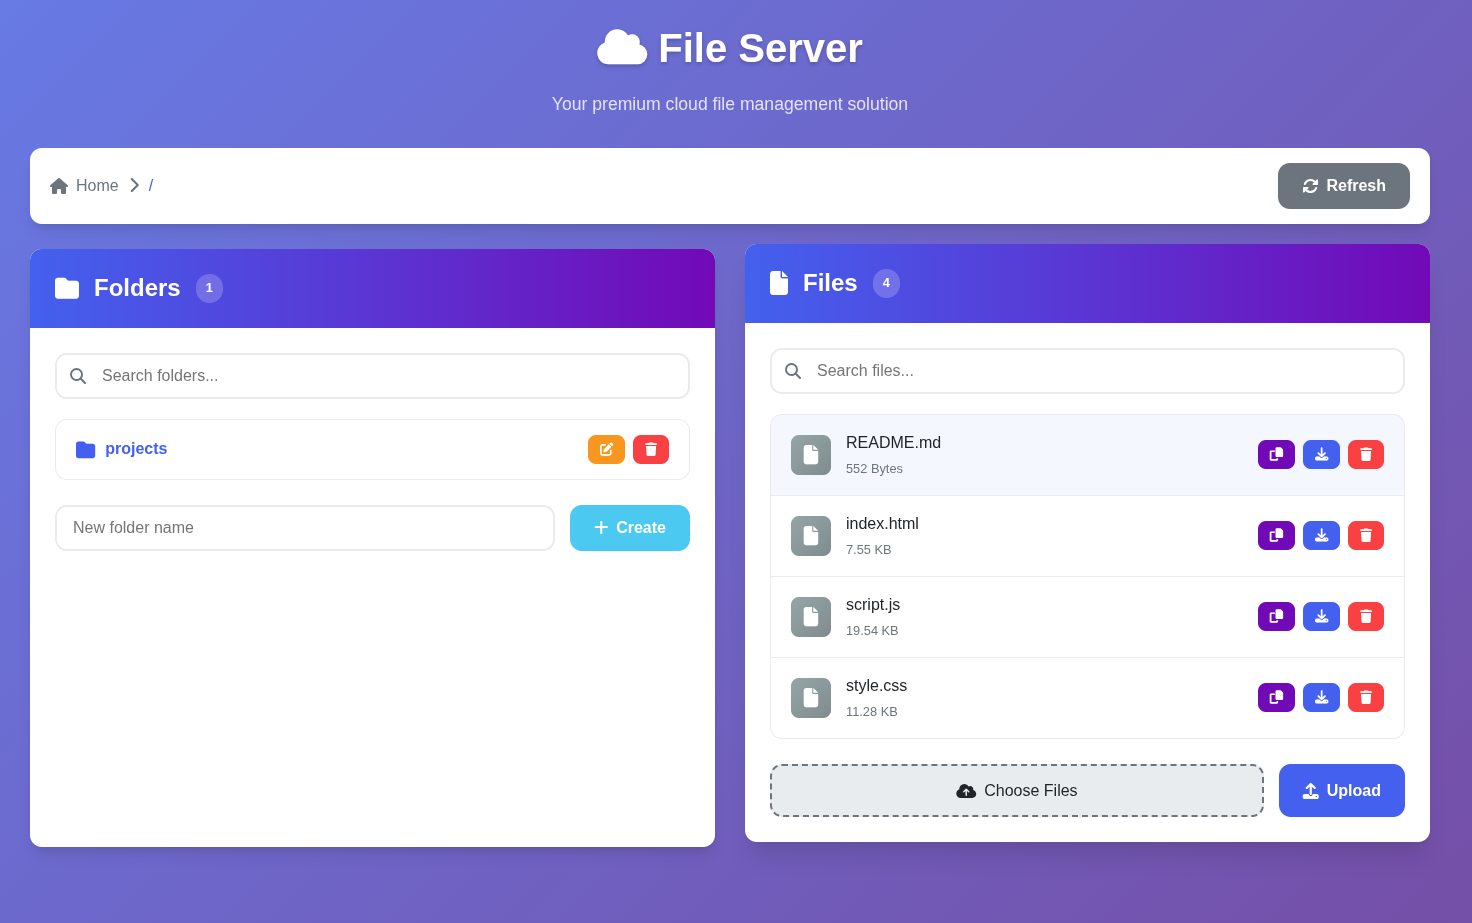 File Server
Your premium cloud file management solution
Home
/
Refresh
Folders 1
Search folders...
projects
New folder name
Create
Files 4
Search files...
README.md
552 Bytes
index.html
7.55 KB
script.js
19.54 KB
style.css
11.28 KB
Choose Files
Upload